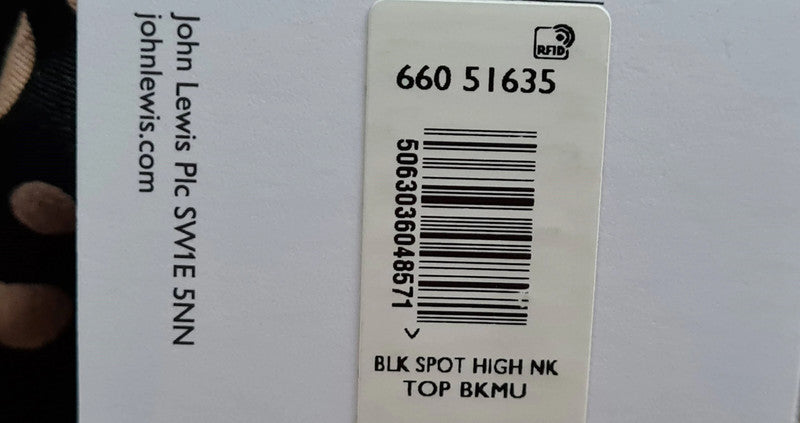 John Lewis Plc SW1E 5NN
johnlewis.com
RFID
660 51635
5063036048571 >
BLK SPOT HIGH NK
TOP BKMU